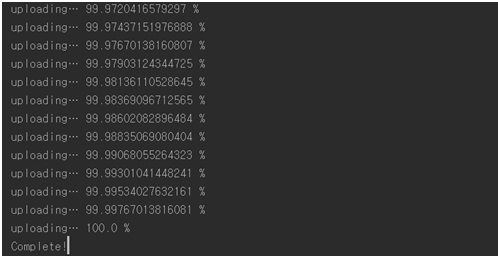 uploading… 99.9720416579297 %
uploading… 99.97437151976888 %
uploading… 99.97670138160807 %
uploading… 99.97903124344725 %
uploading… 99.98136110528645 %
uploading… 99.98369096712565 %
uploading… 99.98602082896484 %
uploading… 99.98835069080404 %
uploading… 99.99068055264323 %
uploading… 99.99301041448241 %
uploading… 99.99534027632161 %
uploading… 99.99767013816081 %
uploading… 100.0 %
Complete!